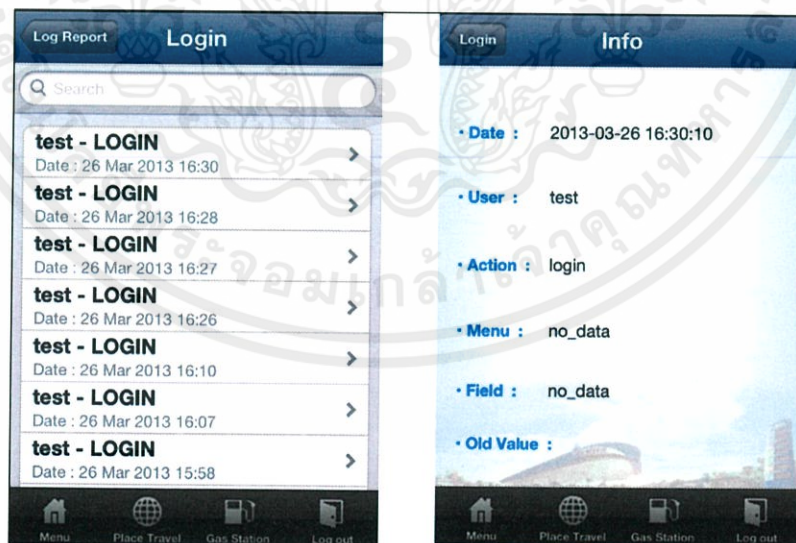 Log Report
Login
Search
test - LOGIN
Date : 26 Mar 2013 16:30
test - LOGIN
Date : 26 Mar 2013 16:28
test - LOGIN
Date : 26 Mar 2013 16:27
test - LOGIN
Date : 26 Mar 2013 16:26
test - LOGIN
Date : 26 Mar 2013 16:10
test - LOGIN
Date : 26 Mar 2013 16:07
test - LOGIN
Date : 26 Mar 2013 15:58
Menu Place Travel Gas Station Log out
Login
Info
• Date : 2013-03-26 16:30:10
• User : test
• Action : login
• Menu : no_data
• Field : no_data
• Old Value :
Menu Place Travel Gas Station Log out